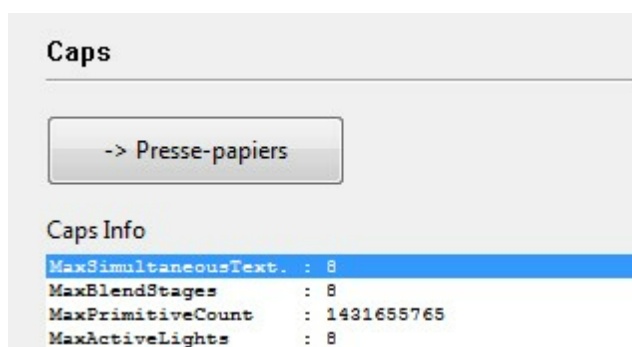 Caps
-> Presse-papiers
Caps Info
MaxSimultaneousText. : 8
MaxBlendStages : 8
MaxPrimitiveCount : 1431655765
MaxActiveLights : 8